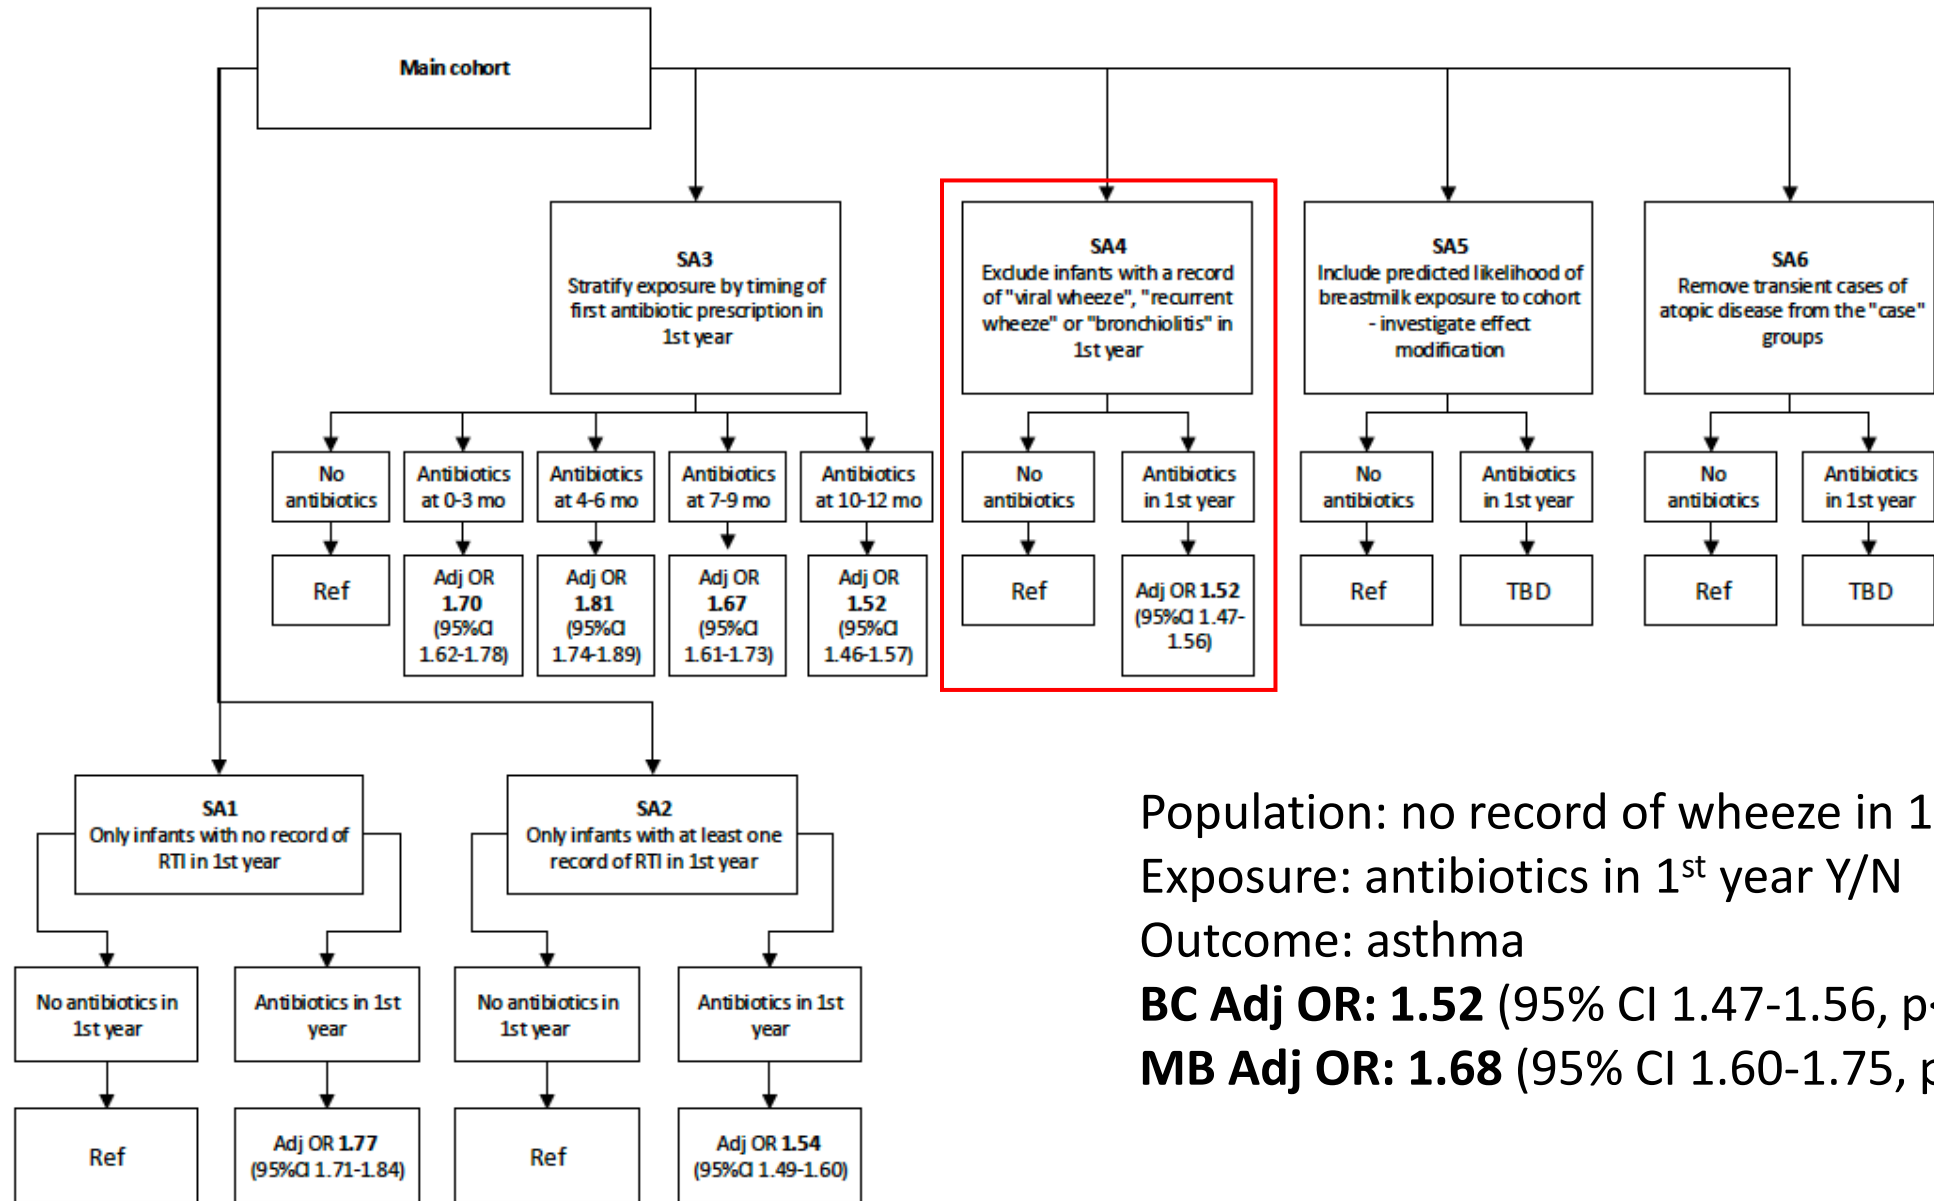 Main cohort
SA3
Stratify exposure by timing of
first antibiotic prescription in
1st year
SA4
Exclude infants with a record
of "viral wheeze", "recurrent
wheeze" or "bronchiolitis" in
1st year
SA5
Include predicted likelihood of
breastmilk exposure to cohort
- investigate effect
modification
SA6
Remove transient cases of
atopic disease from the "case"
groups
No
antibiotics
Antibiotics
at 0-3 mo
Antibiotics
at 4-6 mo
Antibiotics
at 7-9 mo
Antibiotics
at 10-12 mo
No
antibiotics
Antibiotics
in 1st year
No
antibiotics
Antibiotics
in 1st year
No
antibiotics
Antibiotics
in 1st year
Ref
Adj OR
1.70
(95%CI
1.62-1.78)
Adj OR
1.81
(95%CI
1.74-1.89)
Adj OR
1.67
(95%CI
1.61-1.73)
Adj OR
1.52
(95%CI
1.46-1.57)
Ref
Adj OR 1.52
(95%CI 1.47-
1.56)
Ref
TBD
Ref
TBD
SA1
Only infants with no record of
RTI in 1st year
SA2
Only infants with at least one
record of RTI in 1st year
No antibiotics in
1st year
Antibiotics in 1st
year
No antibiotics in
1st year
Antibiotics in 1st
year
Ref
Adj OR 1.77
(95%CI 1.71-1.84)
Ref
Adj OR 1.54
(95%CI 1.49-1.60)
Population: no record of wheeze in 1
Exposure: antibiotics in 1st year Y/N
Outcome: asthma
BC Adj OR: 1.52 (95% CI 1.47-1.56, p<
MB Adj OR: 1.68 (95% CI 1.60-1.75, p